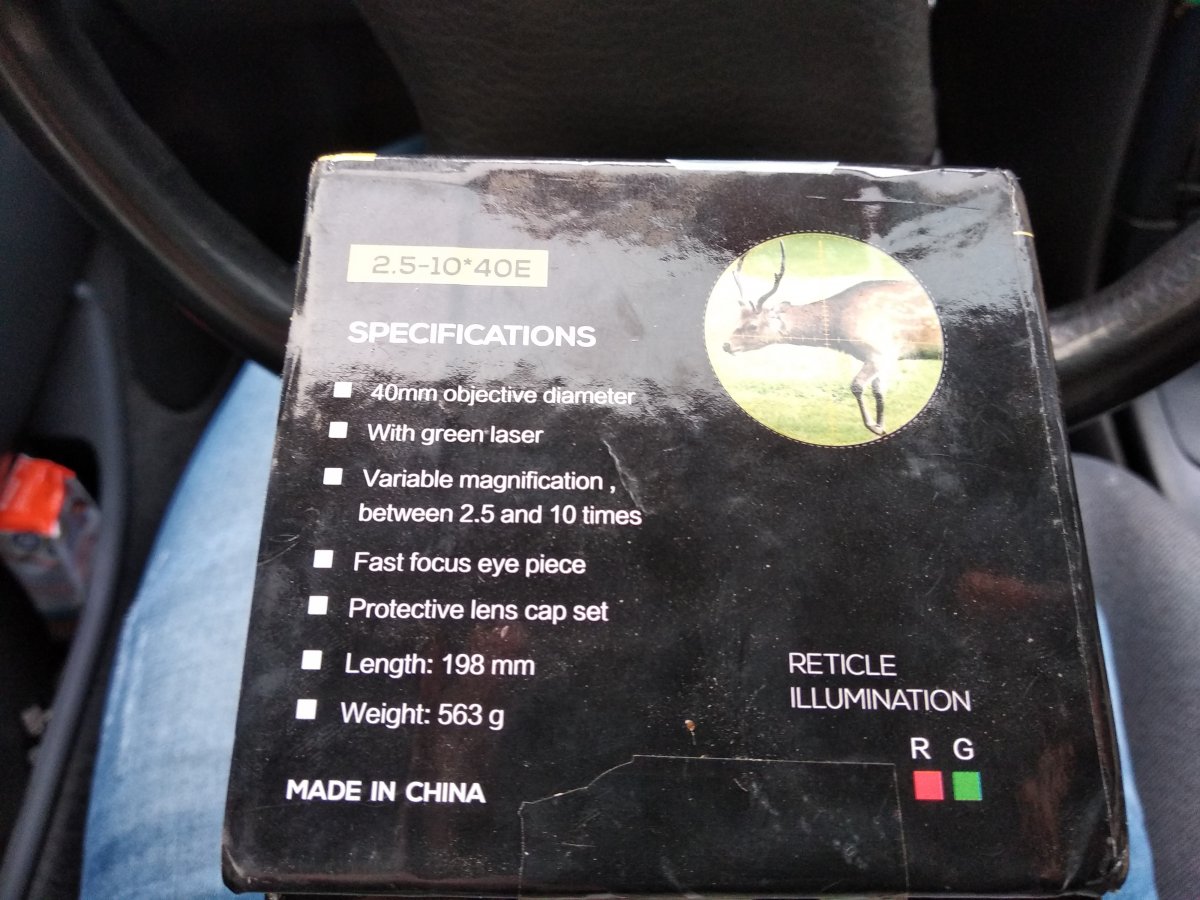 2.5-10*40E
SPECIFICATIONS
40mm objective diameter
With green laser
Variable magnification ,
between 2.5 and 10 times
Fast focus eye piece
Protective lens cap set
Length: 198 mm
Weight: 563 g
RETICLE
ILLUMINATION
R G
MADE IN CHINA